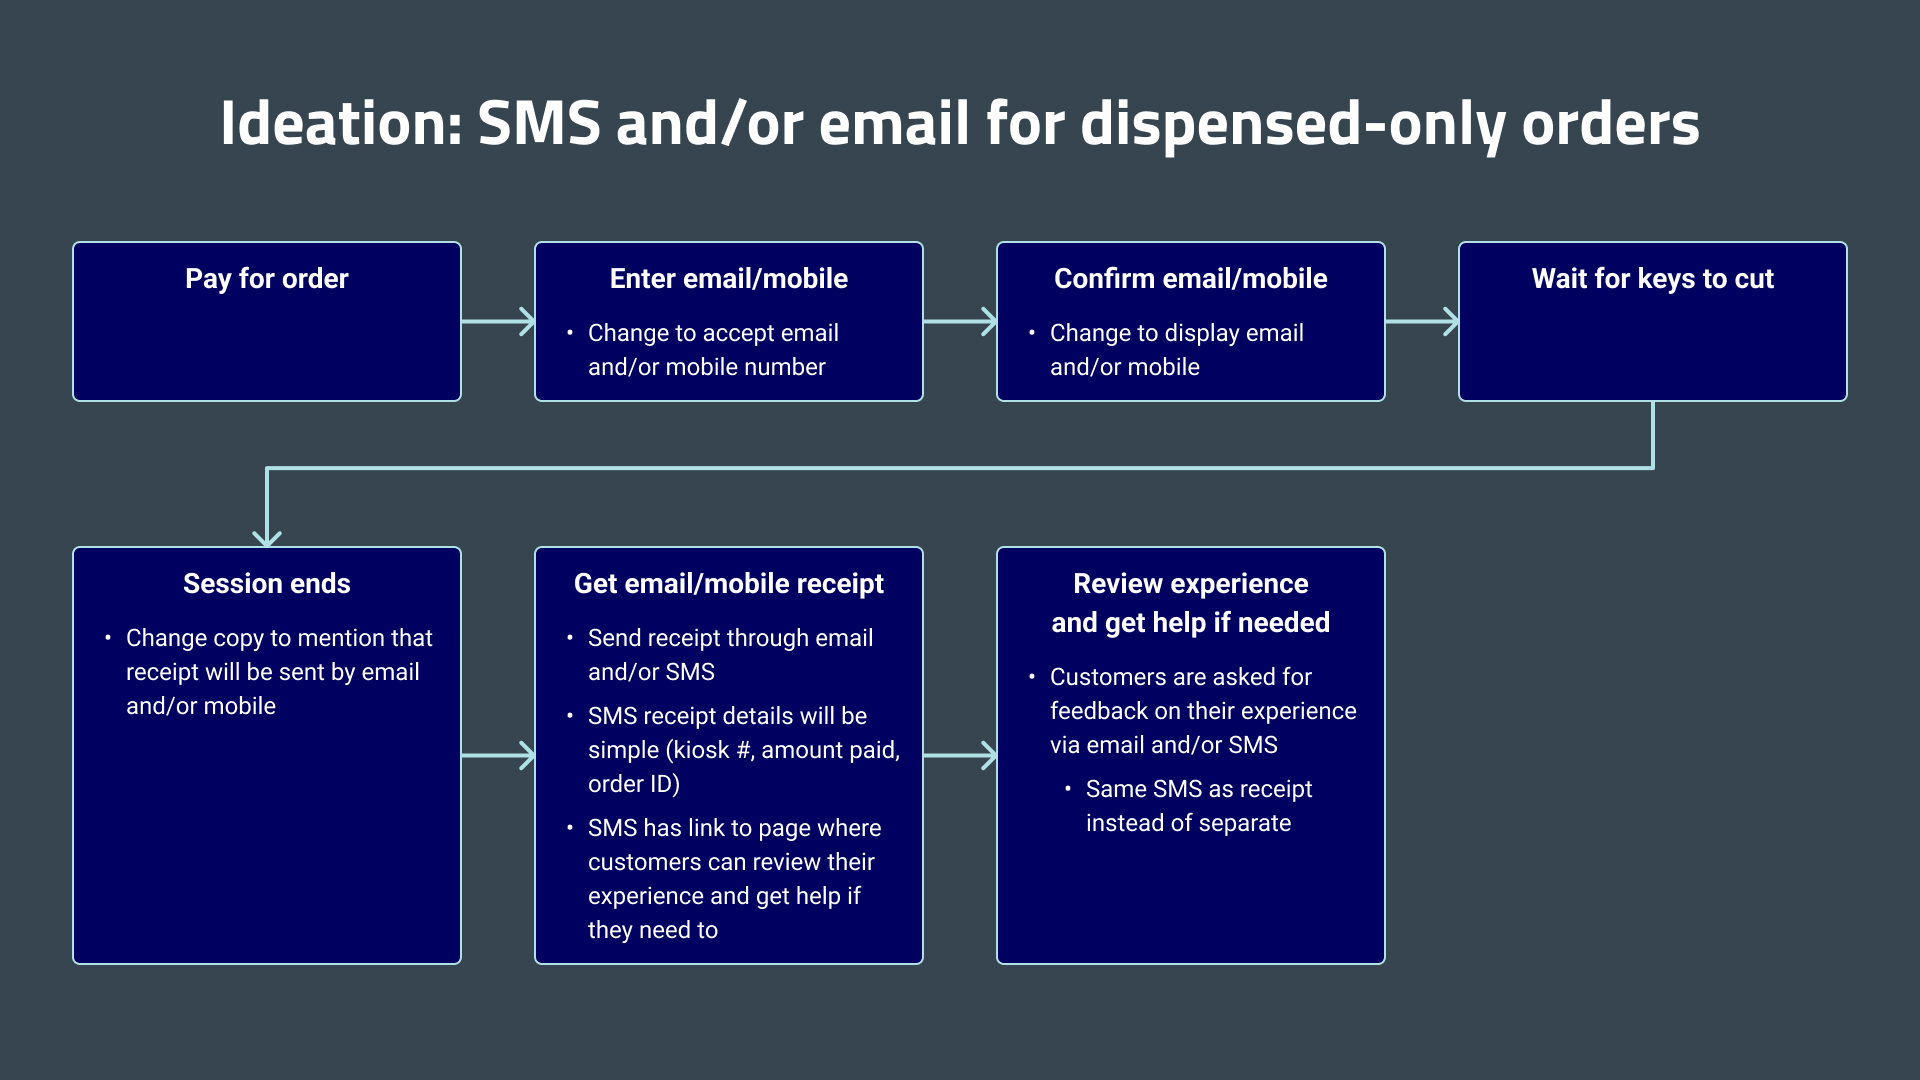 Ideation: SMS and/or email for dispensed-only orders
Pay for order
Enter email/mobile
• Change to accept email
and/or mobile number
Confirm email/mobile
• Change to display email
and/or mobile
Wait for keys to cut
Session ends
• Change copy to mention that
receipt will be sent by email
and/or mobile
Get email/mobile receipt
• Send receipt through email
and/or SMS
• SMS receipt details will be
simple (kiosk #, amount paid,
order ID)
• SMS has link to page where
customers can review their
experience and get help if
they need to
Review experience
and get help if needed
• Customers are asked for
feedback on their experience
via email and/or SMS
• Same SMS as receipt
instead of separate